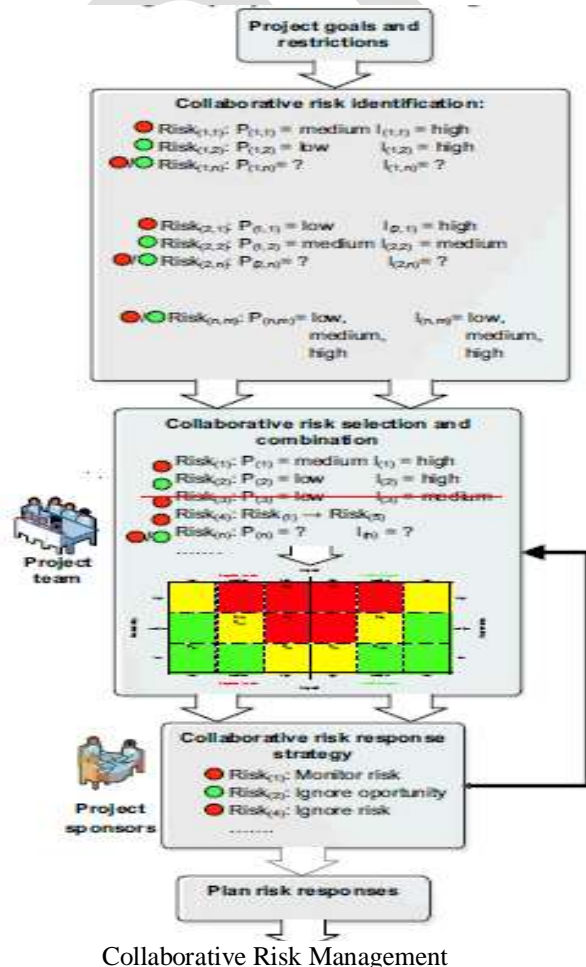 Project goals and
restrictions
Collaborative risk identification:
Risk(1,1): P(1,1) = medium I(1,1) = high
Risk(1,2): P(1,2) = low I(1,2) = high
Risk(1,n): P(1,n)= ? I(1,n)= ?
Risk(2,1): P(1,1) = low I(2,1) = high
Risk(2,2): P(1,2) = medium I(2,2) = medium
Risk(2,n): P(2,n)= ? I(2,n)= ?
Risk(n,m): P(n,m)= low, I(n,m)= low,
medium, medium,
high high
Collaborative risk selection and
combination
Risk(1): P(1) = medium I(1) = high
Risk(2): P(2) = low I(2) = high
Risk(3): P(3) = low I(3) = medium
Risk(4): Risk(1) → Risk(5)
Risk(n): P(n) = ? I(n) = ?
.......
Project
team
Collaborative risk response
strategy
Risk(1): Monitor risk
Risk(2): Ignore oportunity
Risk(4): Ignore risk
.......
Project
sponsors
Plan risk responses
Collaborative Risk Management